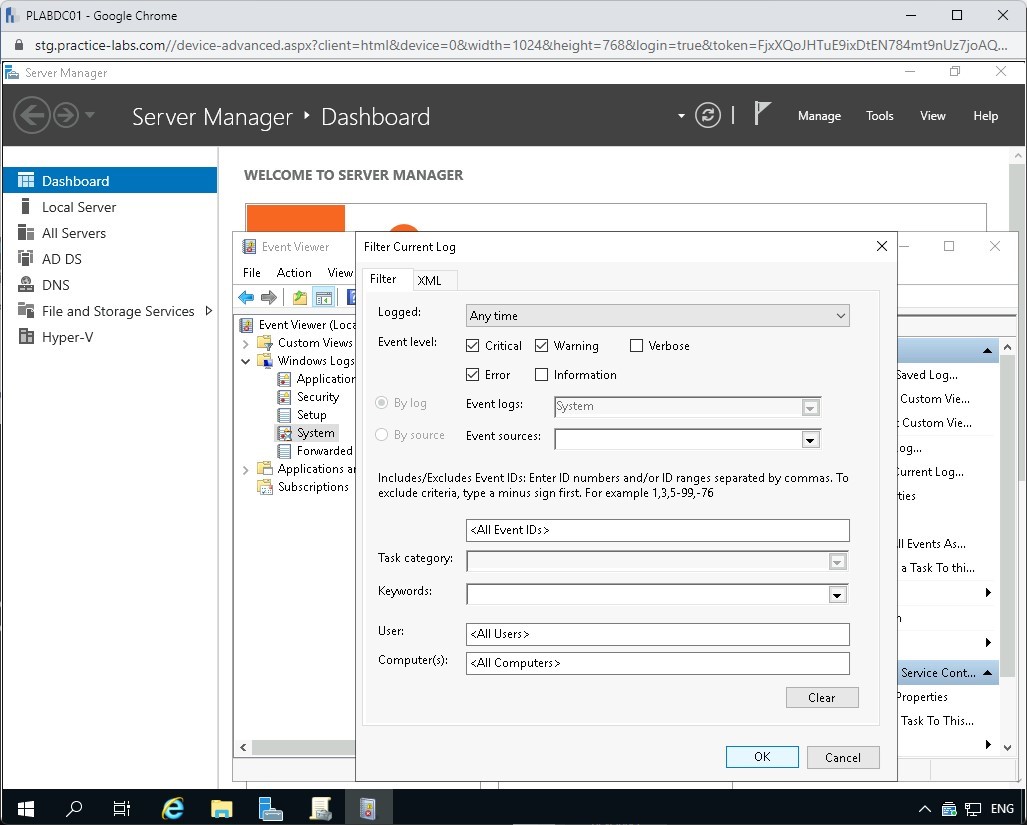 PLABDC01 - Google Chrome
stg.practice-labs.com//device-advanced.aspx?client=html&device=0&width=1024&height=768&login=true&token=FjxXQoJHTuE9ixDtEN784mt9nUz7joAQ...
Server Manager
Server Manager • Dashboard
Manage Tools View Help
Dashboard
Local Server
All Servers
AD DS
DNS
File and Storage Services
Hyper-V
WELCOME TO SERVER MANAGER
Event Viewer
File Action View
Event Viewer (Loca
Custom Views
Windows Logs
Application
Security
Setup
System
Forwarded
Applications a
Subscriptions
Filter Current Log
Filter XML
Logged: Any time
Event level: Critical Warning Verbose
Error Information
By log Event logs: System
By source Event sources:
Includes/Excludes Event IDs: Enter ID numbers and/or ID ranges separated by commas. To
exclude criteria, type a minus sign first. For example 1,3,5-99,-76
<All Event IDs>
Task category:
Keywords:
User: <All Users>
Computer(s): <All Computers>
Clear
OK Cancel
Saved Log...
Custom Vie...
Custom Vie...
og...
urrent Log...
ties
ll Events As...
a Task To thi...
Service Cont...
Properties
Task To This...
ENG